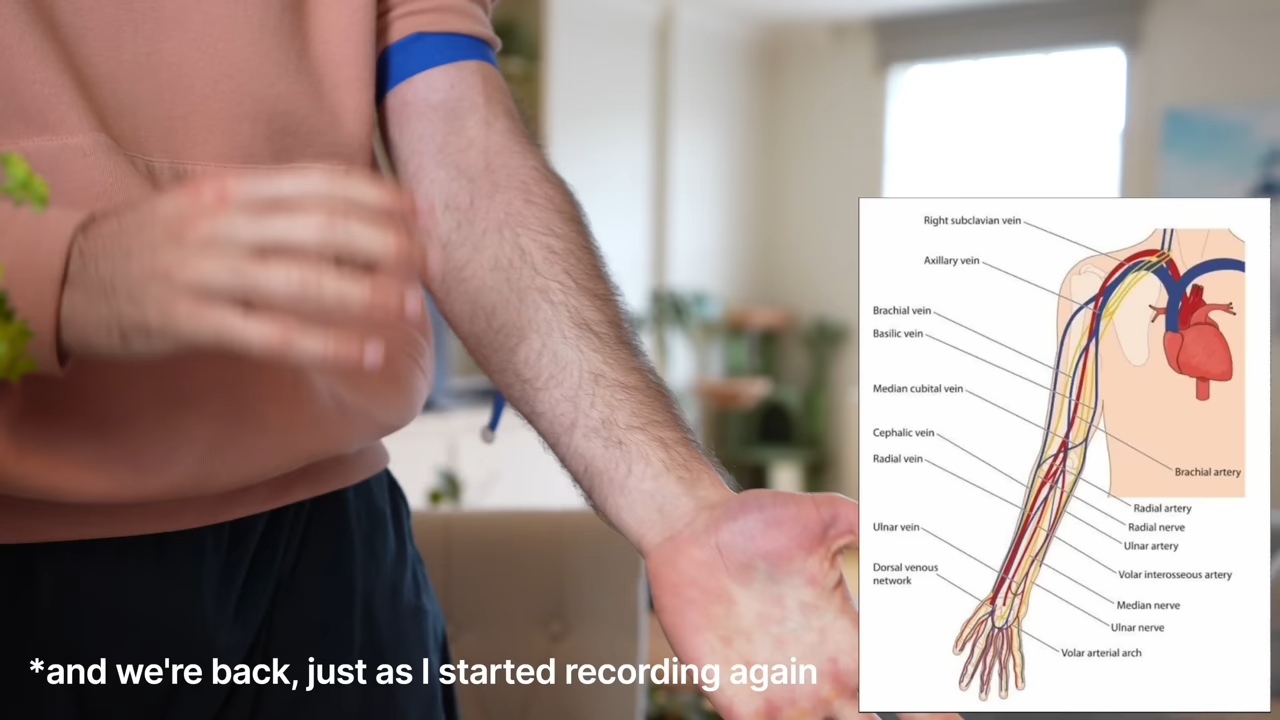 Right subclavian vein
Axillary vein
Brachial vein
Basilic vein
Median cubital vein
Cephalic vein
Radial vein
Ulnar vein
Dorsal venous
network
Brachial artery
Radial artery
Radial nerve
Ulnar artery
Volar interosseous artery
Median nerve
Ulnar nerve
Volar arterial arch
*and we're back, just as I started recording again